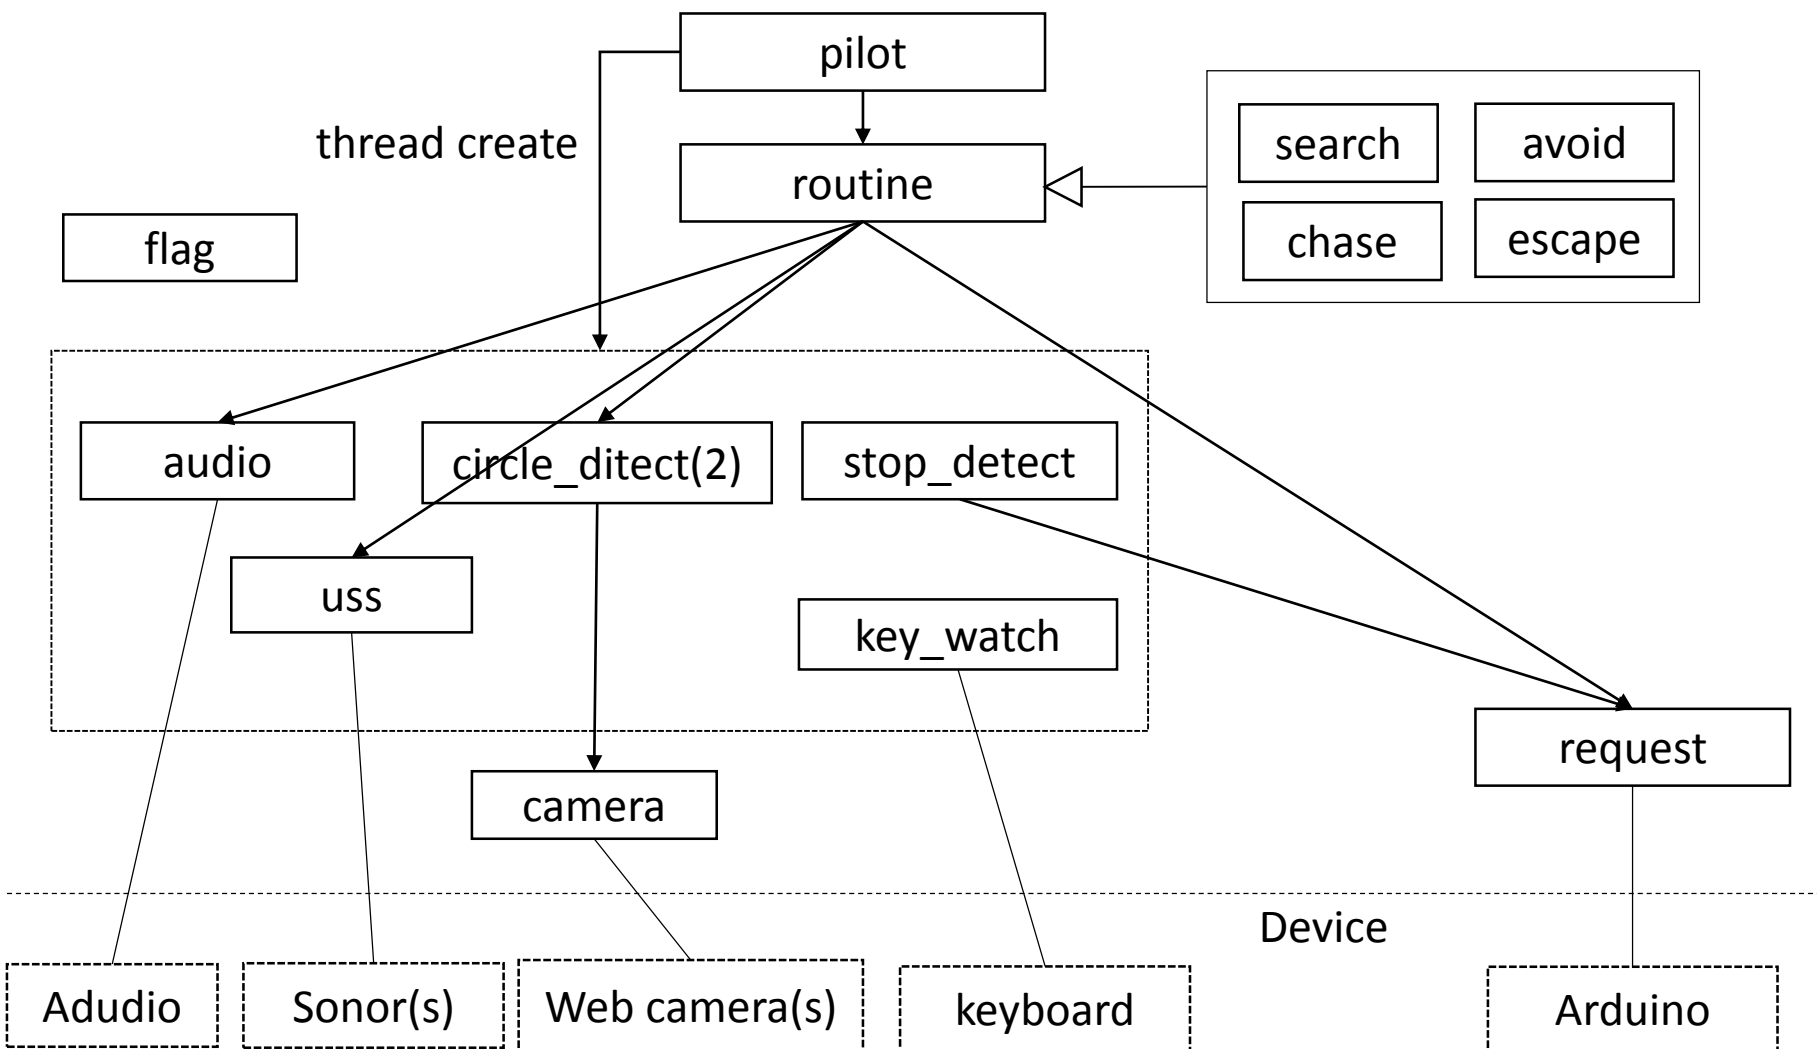 pilot
thread create
routine
search
avoid
chase
escape
flag
audio
circle_ditect(2)
stop_detect
uss
key_watch
request
camera
Device
Adudio
Sonor(s)
Web camera(s)
keyboard
Arduino